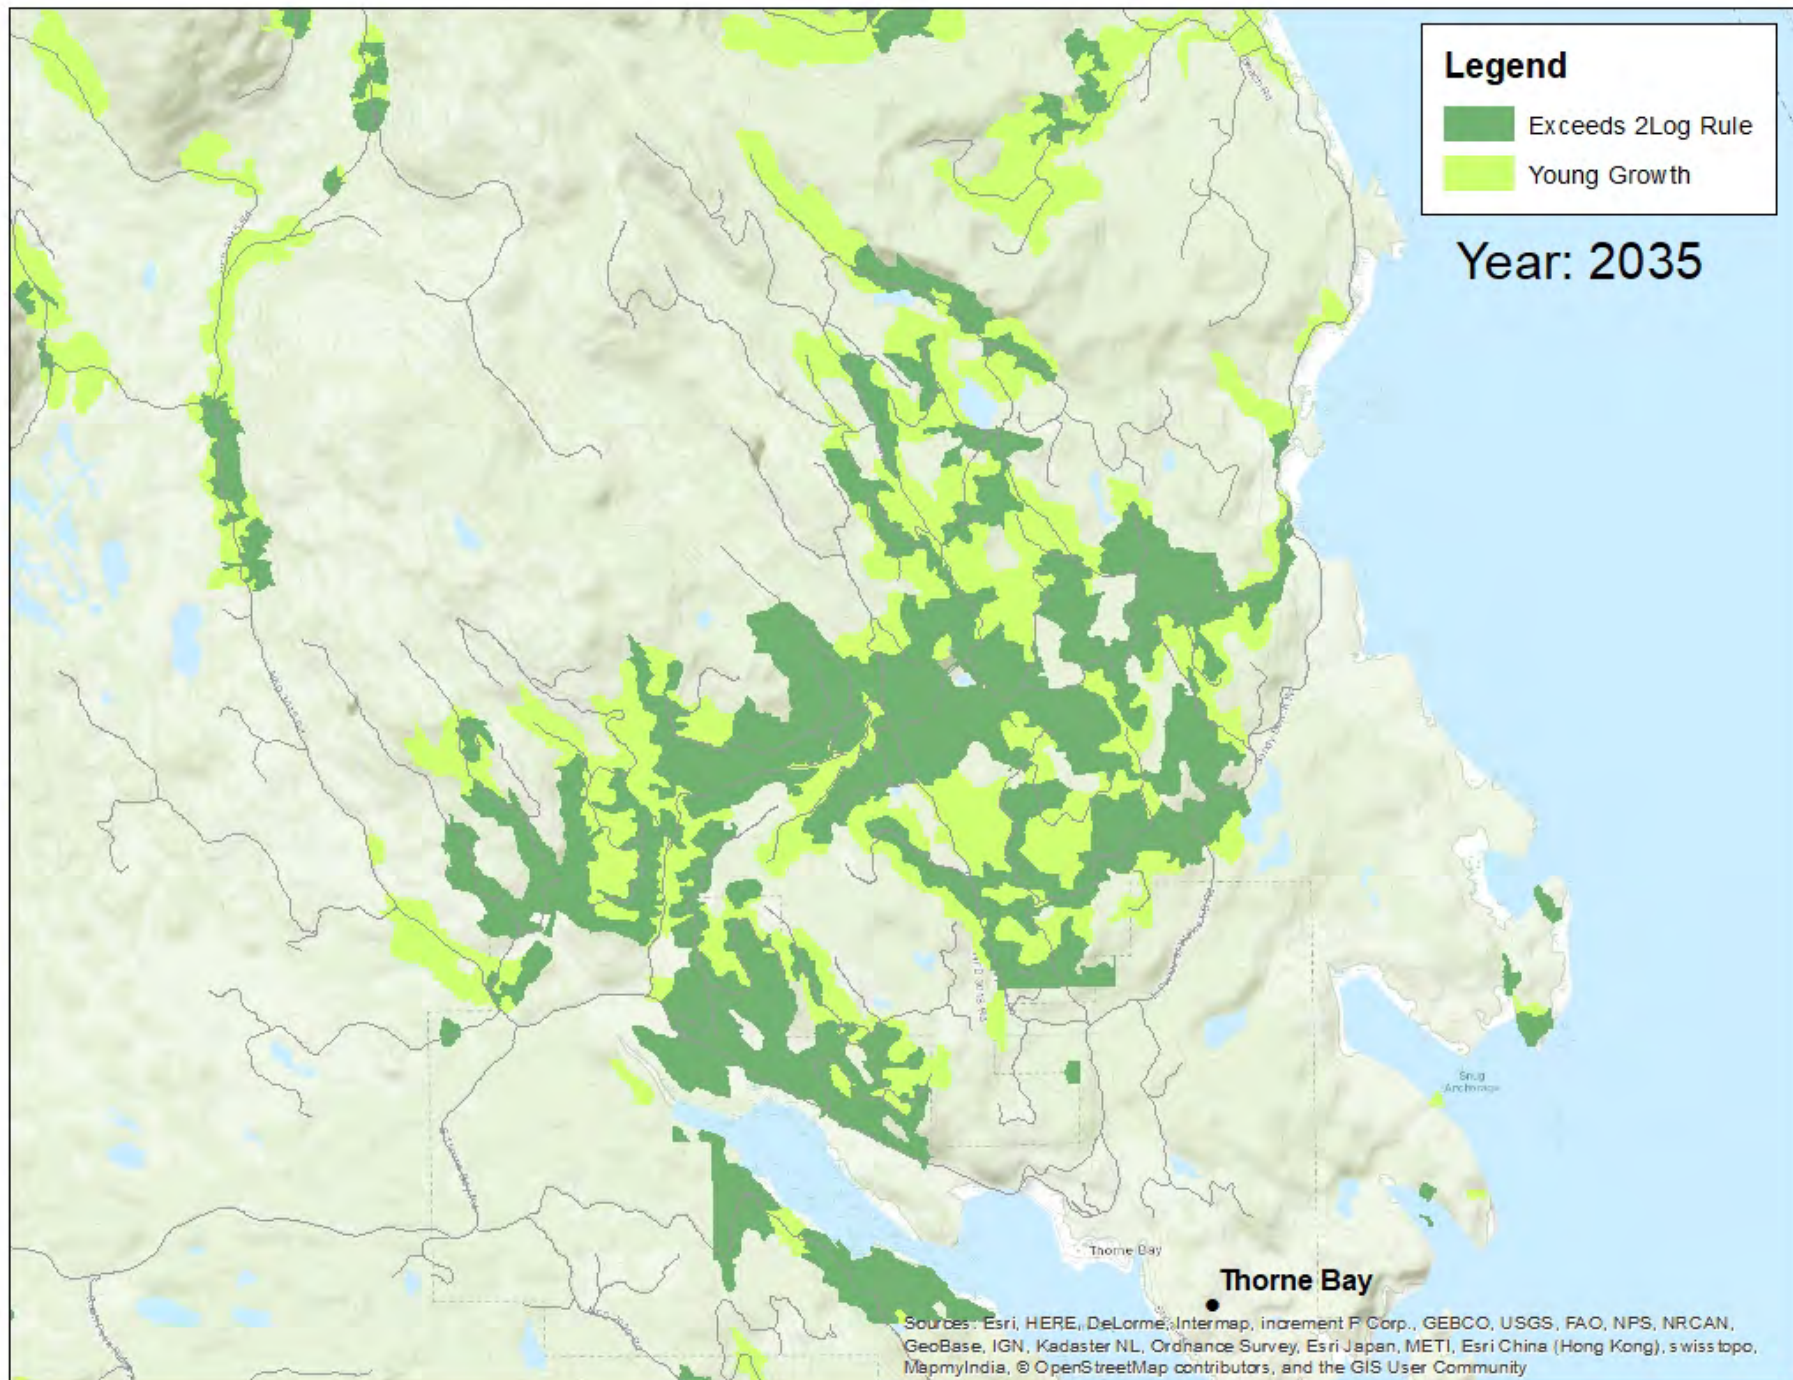 Legend
Exceeds 2Log Rule
Young Growth
Year: 2035
Snug
Anchorage
Thorne Bay
Thorne Bay
Sources: Esri, HERE, DeLorme, Intermap, increment P Corp., GEBCO, USGS, FAO, NPS, NRCAN,
GeoBase, IGN, Kadaster NL, Ordnance Survey, Esri Japan, METI, Esri China (Hong Kong), swisstopo,
MapmyIndia, © OpenStreetMap contributors, and the GIS User Community